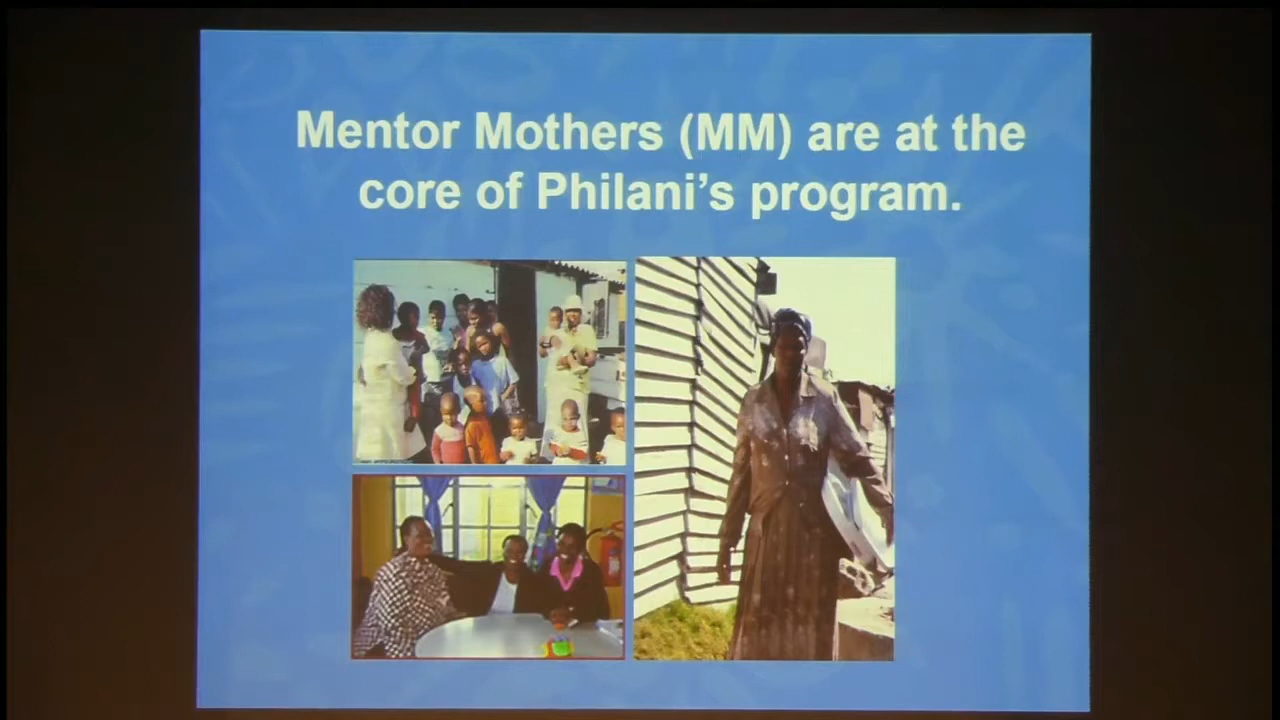 Mentor Mothers (MM) are at the
core of Philani's program.